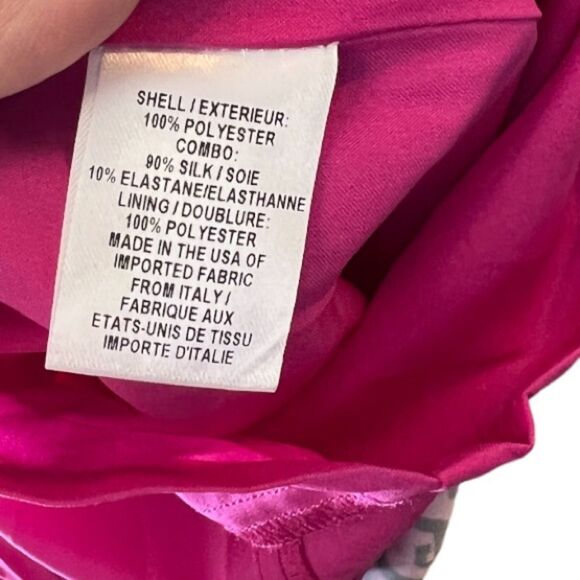 SHELL / EXTERIEUR:
100% POLYESTER
COMBO:
90% SILK / SOIE
10% ELASTANE/ELASTHANNE
LINING / DOUBLURE:
100% POLYESTER
MADE IN THE USA OF
IMPORTED FABRIC
FROM ITALY /
FABRIQUE AUX
ETATS-UNIS DE TISSU
IMPORTE D'ITALIE